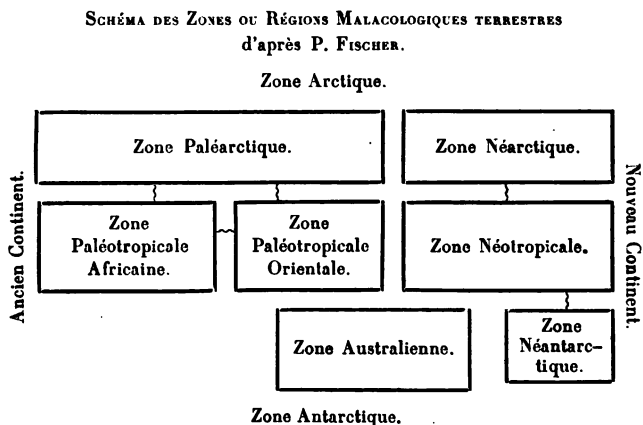 Schéma des Zones ou Régions Malacologiques terrestres
d'après P. Fischer.
Zone Arctique.
Ancien Continent.
Zone Paléarctique.
Zone Néarctique.
Nouveau Continent.
Zone
Paléotropicale
Africaine.
Zone
Paléotropicale
Orientale.
Zone Néotropicale.
Zone Australienne.
Zone
Néantarc-
tique.
Zone Antarctique.